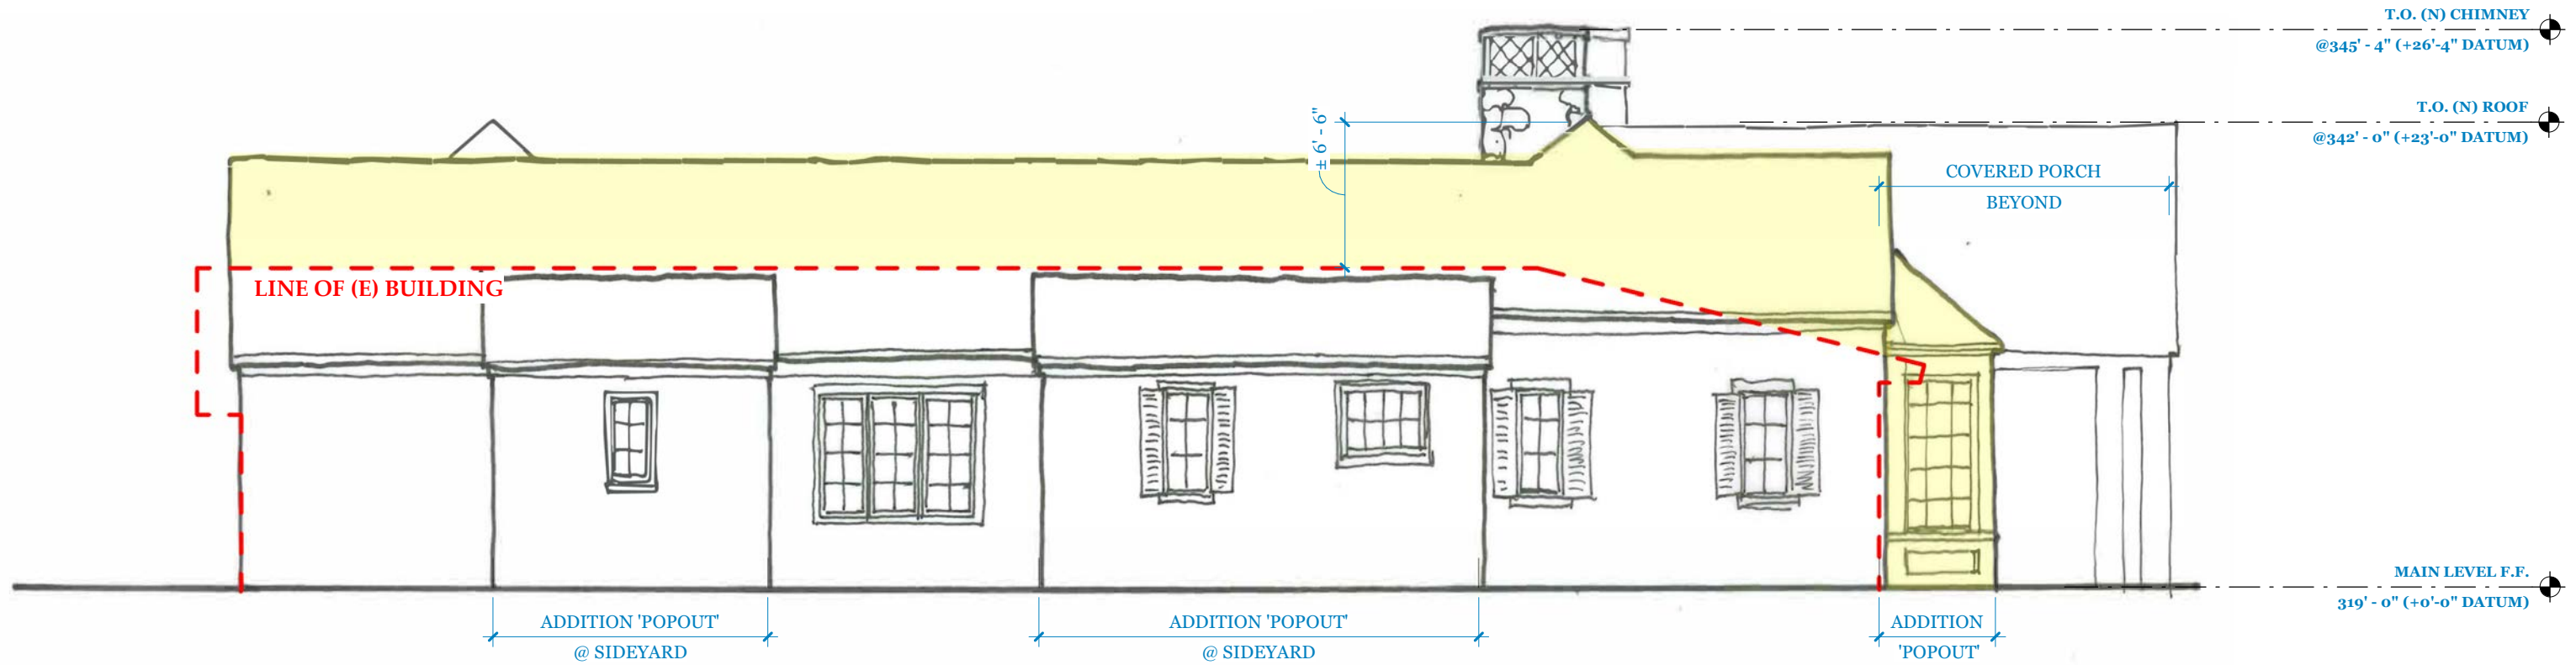 T.O. (N) CHIMNEY
@345' - 4" (+26'-4" DATUM)
T.O. (N) ROOF
@342' - 0" (+23'-0" DATUM)
± 6' - 6"
COVERED PORCH
BEYOND
LINE OF (E) BUILDING
MAIN LEVEL F.F.
319' - 0" (+0'-0" DATUM)
ADDITION 'POPOUT'
@ SIDEYARD
ADDITION 'POPOUT'
@ SIDEYARD
ADDITION
'POPOUT'